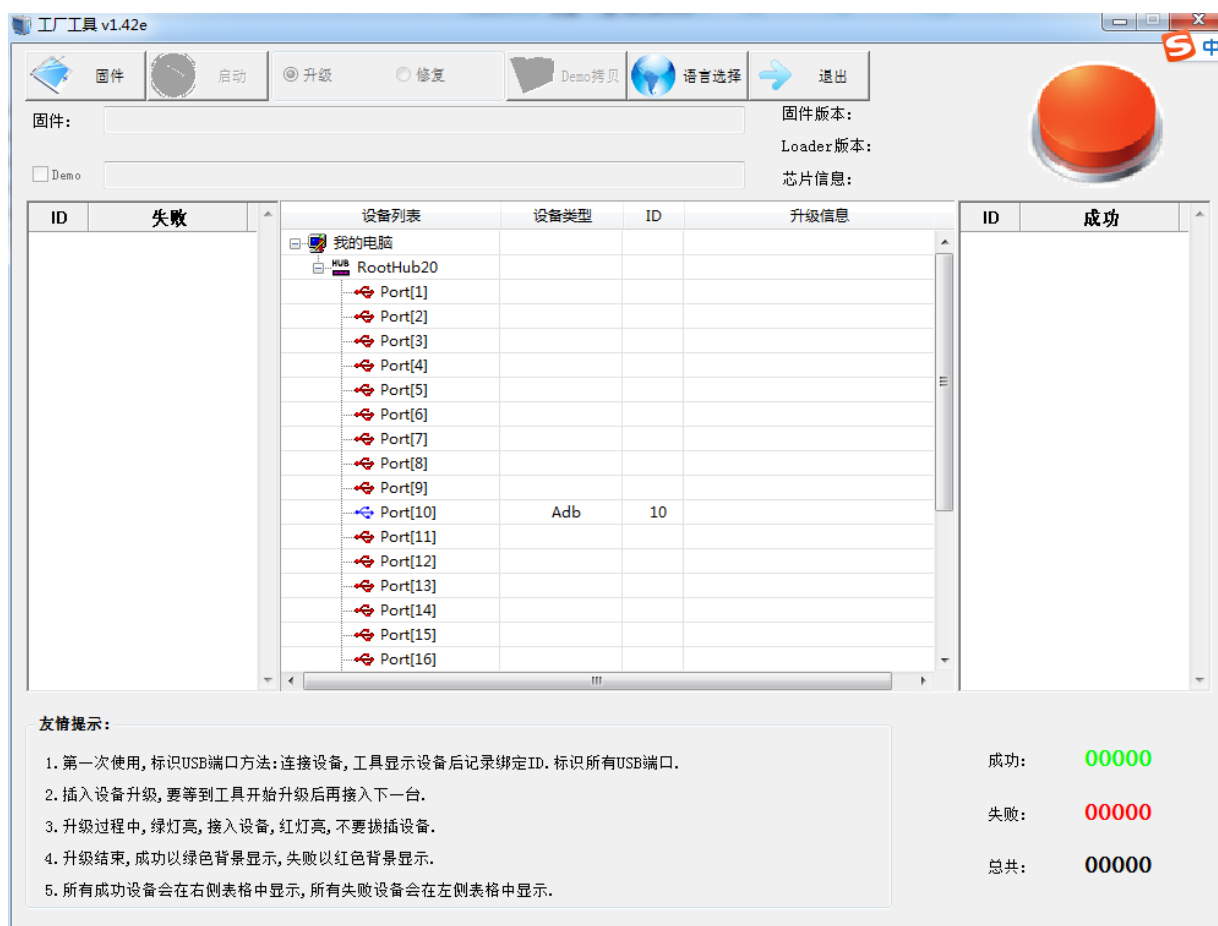 工厂工具 v1.42e
中
固件 启动 升级 修复 Demo拷贝 语言选择 退出
固件: 固件版本:
Loader版本:
Demo 芯片信息:
ID 失败 设备列表 设备类型 ID 升级信息 ID 成功
我的电脑
HUB RootHub20
Port[1]
Port[2]
Port[3]
Port[4]
Port[5]
Port[6]
Port[7]
Port[8]
Port[9]
Port[10] Adb 10
Port[11]
Port[12]
Port[13]
Port[14]
Port[15]
Port[16]
友情提示:
1.第一次使用,标识USB端口方法:连接设备,工具显示设备后记录绑定ID.标识所有USB端口.
2.插入设备升级,要等到工具开始升级后再接入下一台.
3.升级过程中,绿灯亮,接入设备,红灯亮,不要拔插设备.
4.升级结束,成功以绿色背景显示,失败以红色背景显示.
5.所有成功设备会在右侧表格中显示,所有失败设备会在左侧表格中显示.
成功: 00000
失败: 00000
总共: 00000